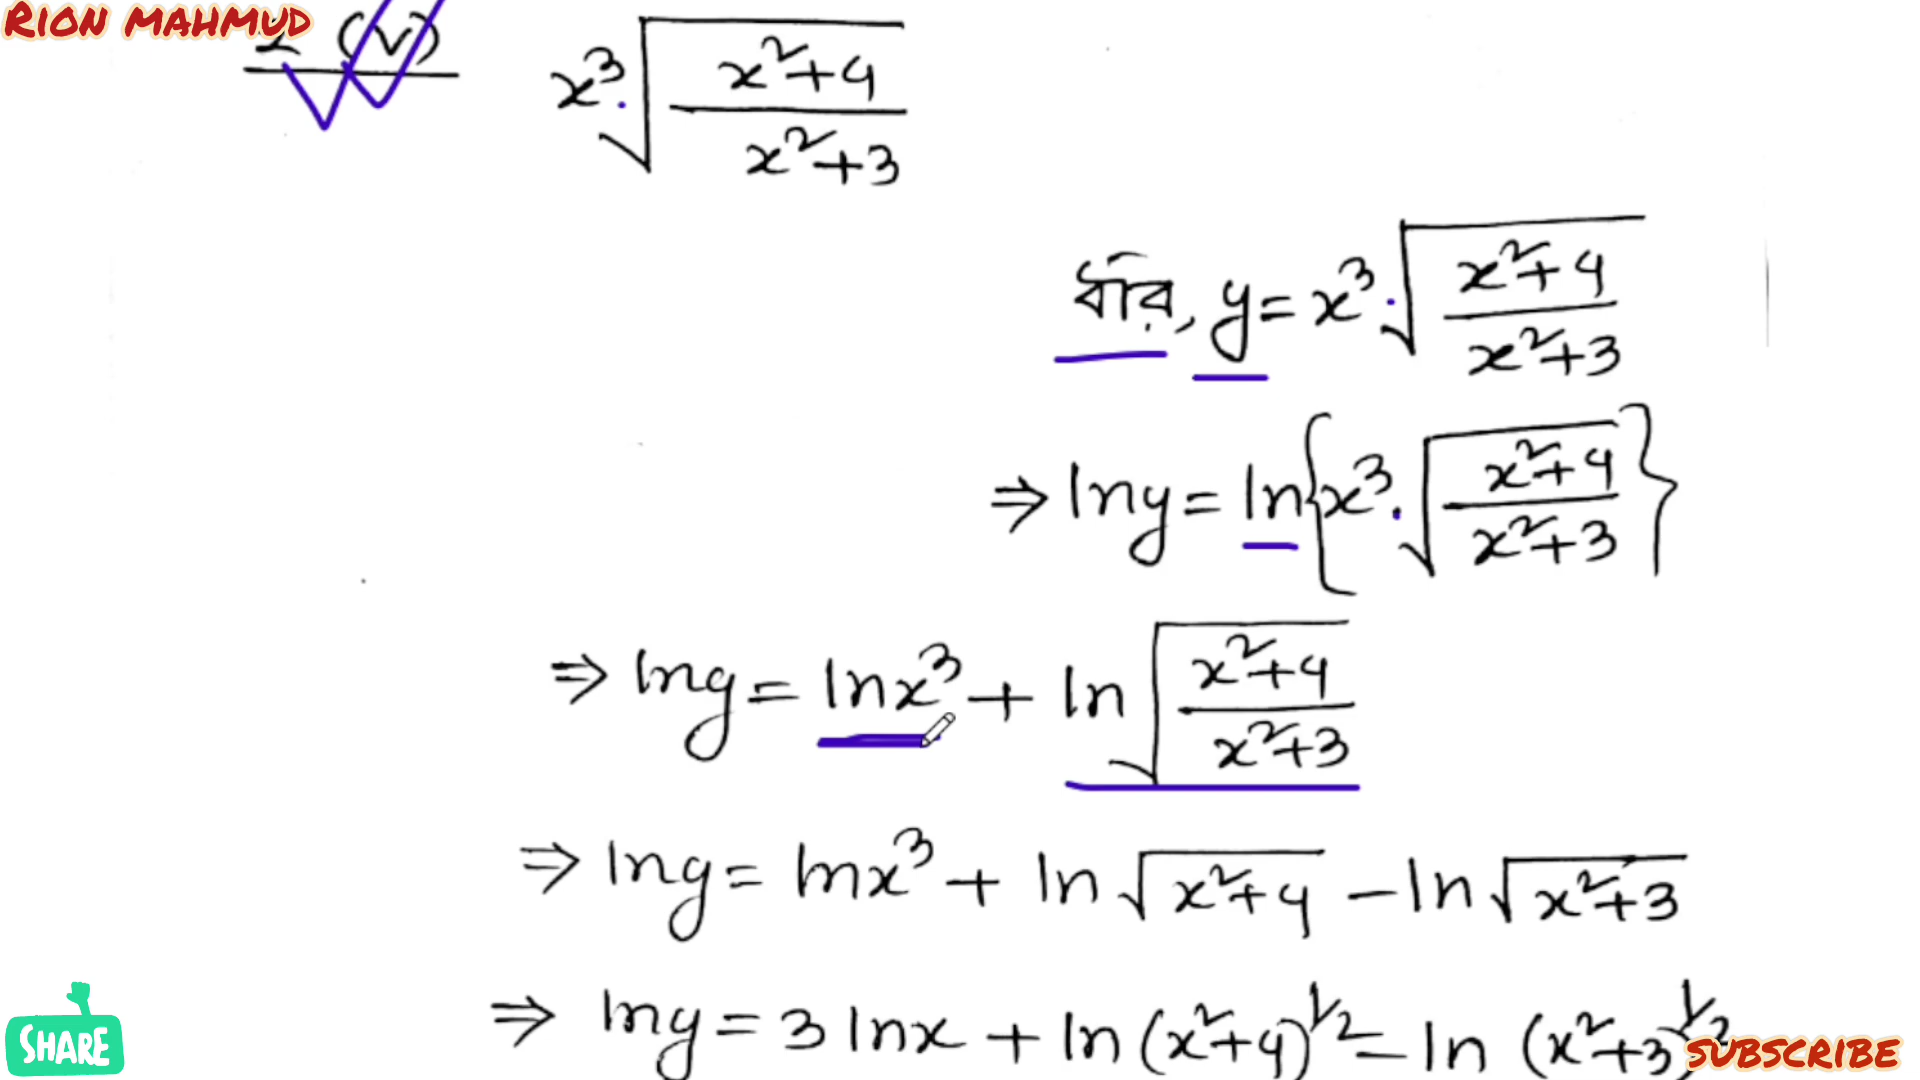 RION MAHMUD
(v) x³·√((x²+4)/(x²+3))
ধরি, y = x³·√((x²+4)/(x²+3))
⇒ lny = ln{x³·√((x²+4)/(x²+3))}
⇒ lny = lnx³ + ln√((x²+4)/(x²+3))
⇒ lny = lnx³ + ln√(x²+4) − ln√(x²+3)
⇒ lny = 3 lnx + ln(x²+4)^½ − ln(x²+3)^½
SHARE
SUBSCRIBE